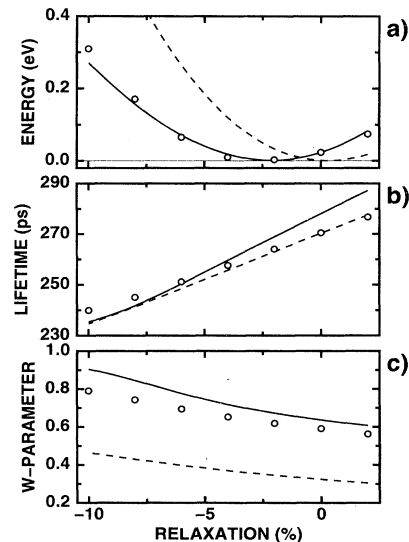 a)
ENERGY (eV)
0.4
0.2
0.0
b)
LIFETIME (ps)
290
270
250
230
c)
W-PARAMETER
1.0
0.8
0.6
0.4
0.2
-10
-5
0
RELAXATION (%)